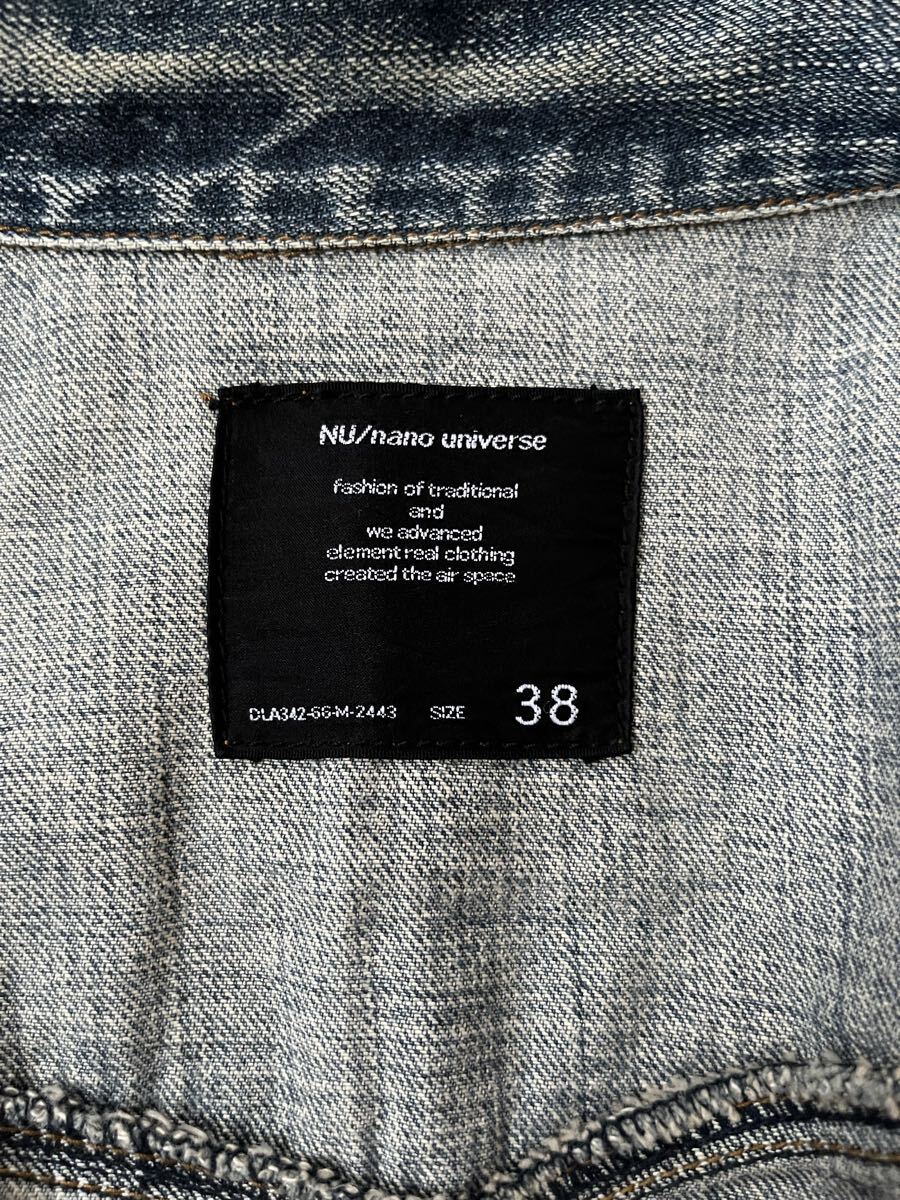 NU/nano universe
fashion of traditional
and
we advanced
element real clothing
created the air space
DLA342-66-M-2443 SIZE 38